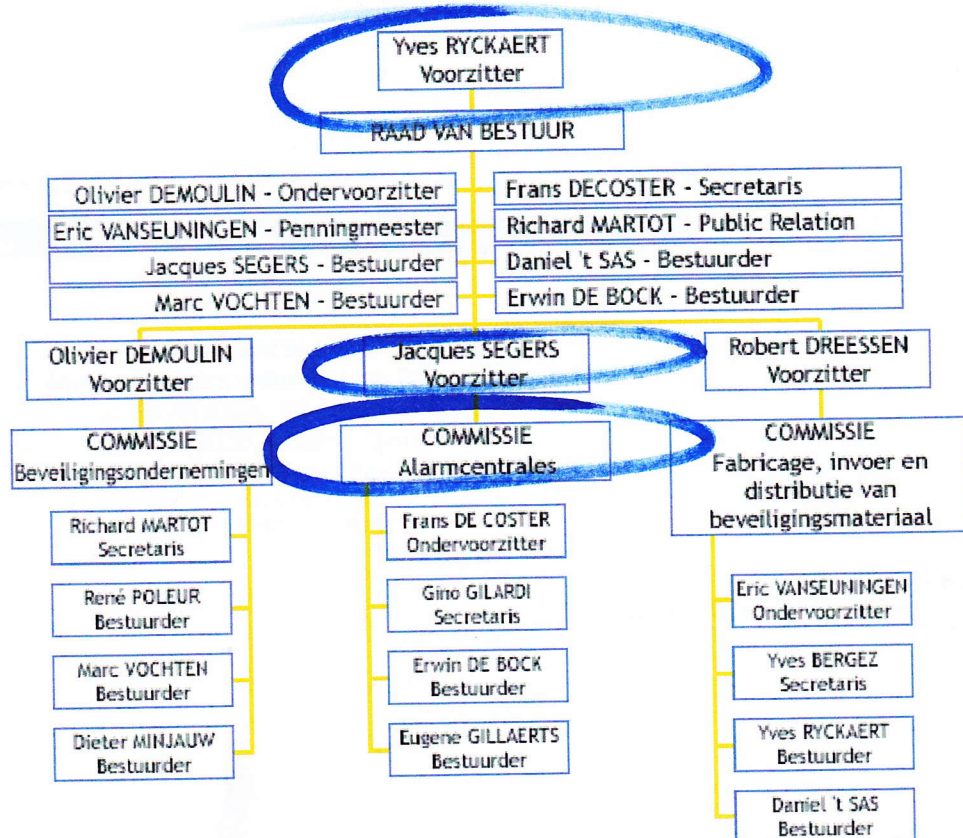 Yves RYCKAERT
Voorzitter
RAAD VAN BESTUUR
Olivier DEMOULIN - Ondervoorzitter
Frans DECOSTER - Secretaris
Eric VANSEUNINGEN - Penningmeester
Richard MARTOT - Public Relation
Jacques SEGERS - Bestuurder
Daniel 't SAS - Bestuurder
Marc VOCHTEN - Bestuurder
Erwin DE BOCK - Bestuurder
Olivier DEMOULIN
Voorzitter
Jacques SEGERS
Voorzitter
Robert DREESSEN
Voorzitter
COMMISSIE
Beveiligingsondernemingen
Richard MARTOT
Secretaris
René POLEUR
Bestuurder
Marc VOCHTEN
Bestuurder
Dieter MINJAUW
Bestuurder
COMMISSIE
Alarmcentrales
Frans DE COSTER
Ondervoorzitter
Gino GILARDI
Secretaris
Erwin DE BOCK
Bestuurder
Eugene GILLAERTS
Bestuurder
COMMISSIE
Fabricage, invoer en
distributie van
beveiligingsmateriaal
Eric VANSEUNINGEN
Ondervoorzitter
Yves BERGEZ
Secretaris
Yves RYCKAERT
Bestuurder
Daniel 't SAS
Bestuurder